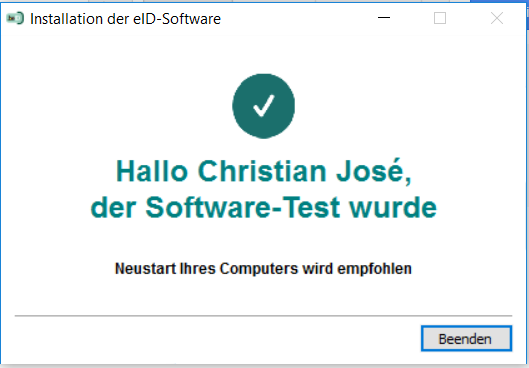 Installation der eID-Software
Hallo Christian José,
der Software-Test wurde
Neustart Ihres Computers wird empfohlen
Beenden